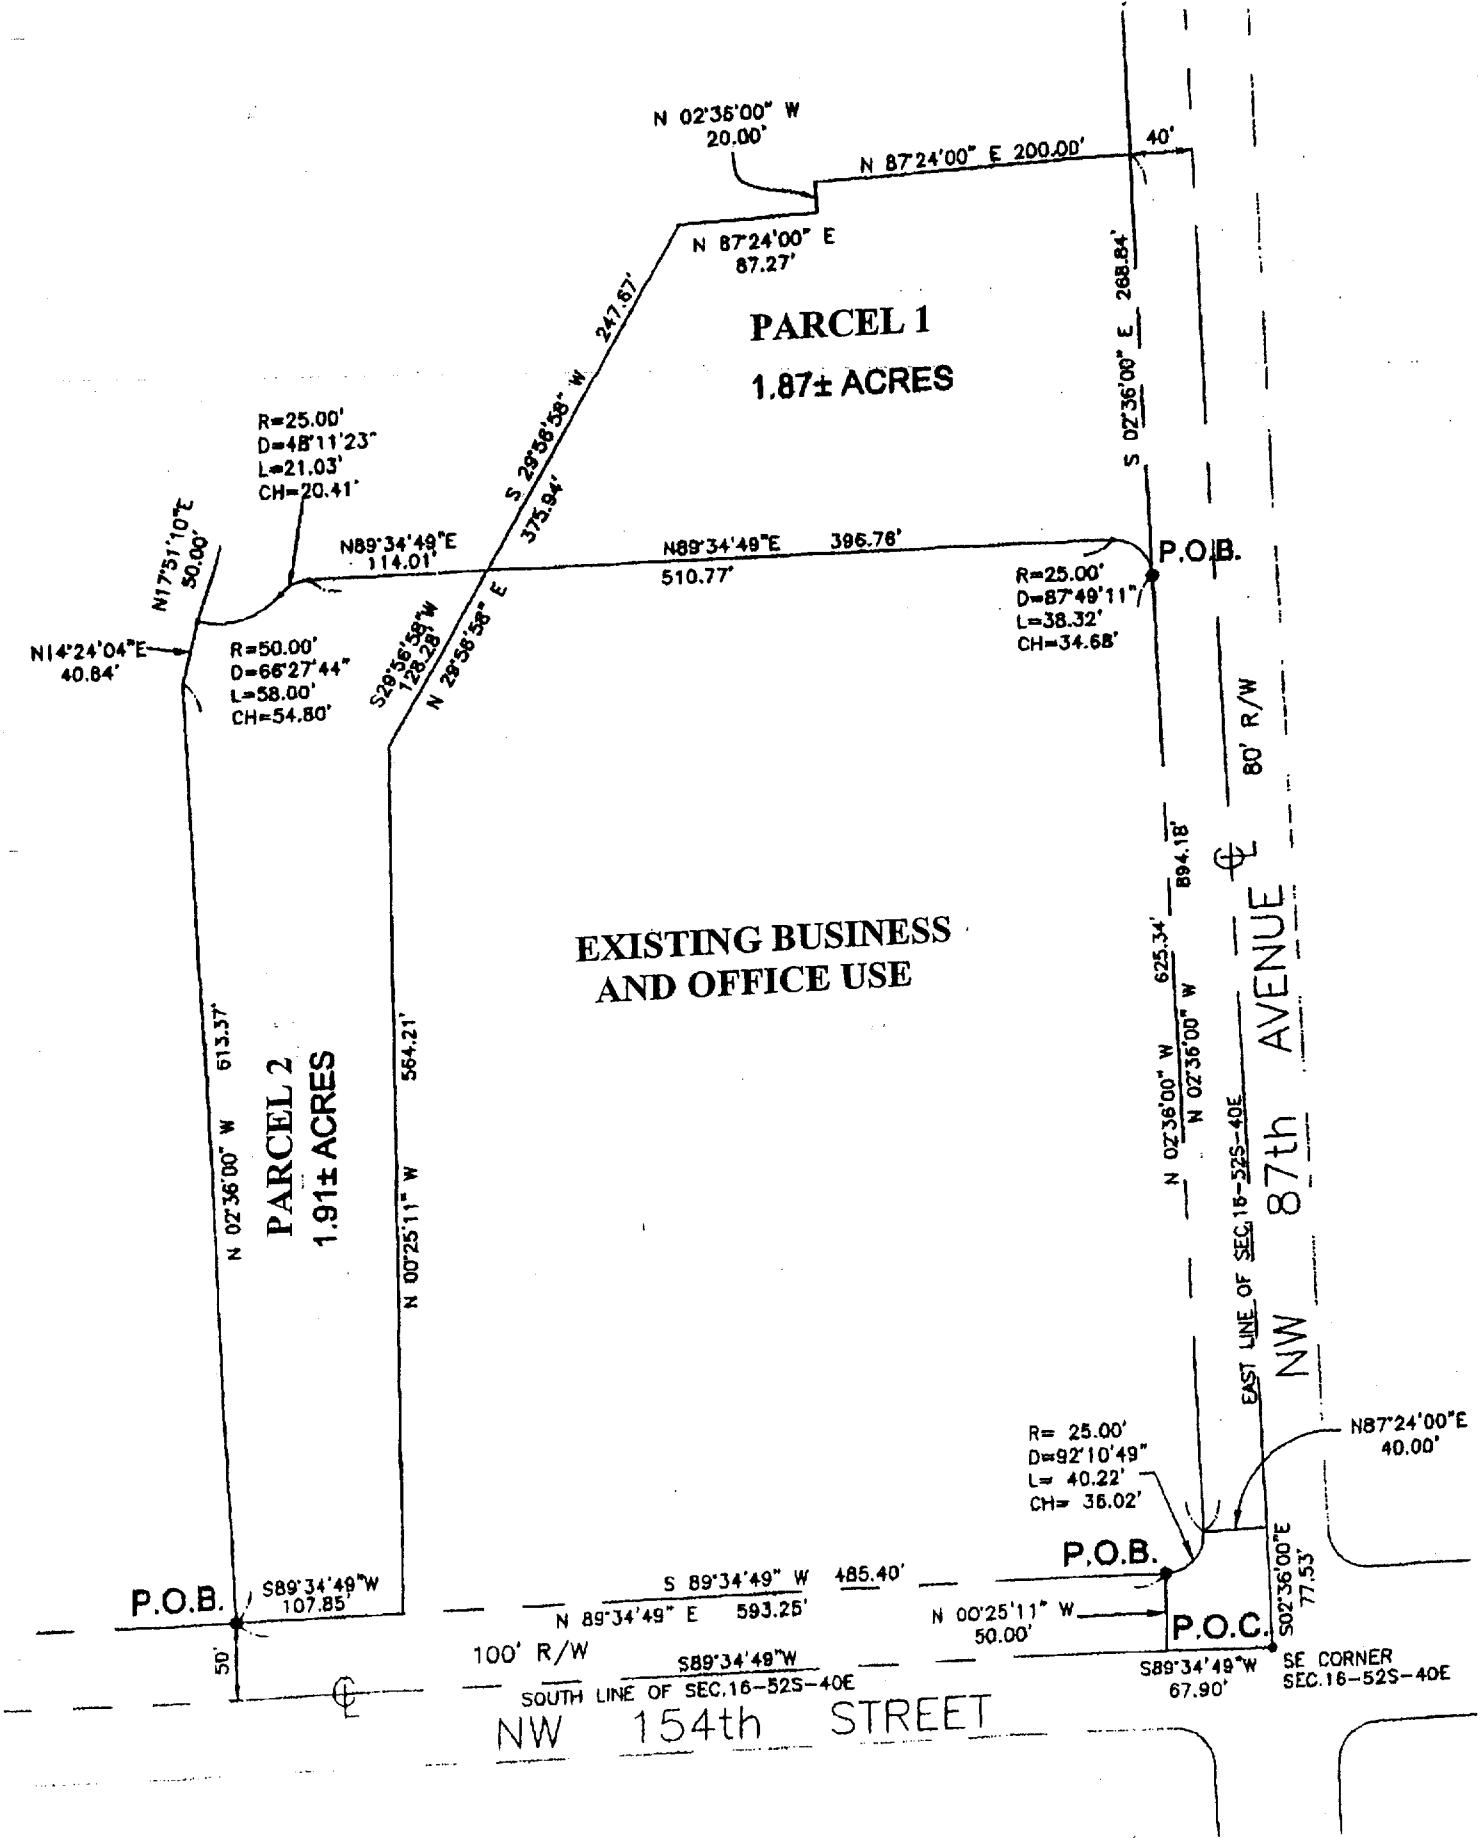 N 02°36'00" W
20.00'
N 87°24'00" E 200.00'
40'
N 87°24'00" E
87.27'
S 02°36'00" E 268.84'
247.67'
S 29°56'58" W
375.94'
PARCEL 1
1.87± ACRES
R=25.00'
D=48°11'23"
L=21.03'
CH=20.41'
N17°51'10"E
50.00'
N89°34'49"E
114.01'
N89°34'49"E 396.76'
510.77'
P.O.B.
R=25.00'
D=87°49'11"
L=38.32'
CH=34.68'
N14°24'04"E
40.84'
R=50.00'
D=66°27'44"
L=58.00'
CH=54.80'
S29°56'58"W
128.28'
N 29°56'58" E
80' R/W
894.18'
625.34'
N 02°36'00" W
N 02°36'00" W
EXISTING BUSINESS
AND OFFICE USE
N 02°36'00" W 613.37'
PARCEL 2
1.91± ACRES
N 00°25'11" W 564.21'
EAST LINE OF SEC.16-52S-40E
NW 87th AVENUE
R= 25.00'
D=92°10'49"
L= 40.22'
CH= 36.02'
N87°24'00"E
40.00'
P.O.B.
S02°36'00"E
77.53'
P.O.B.
S89°34'49"W
107.85'
S 89°34'49" W 485.40'
N 89°34'49" E 593.25'
N 00°25'11" W
50.00'
P.O.C.
50'
100' R/W
S89°34'49"W
SOUTH LINE OF SEC.16-52S-40E
S89°34'49"W
67.90'
SE CORNER
SEC.16-52S-40E
NW 154th STREET